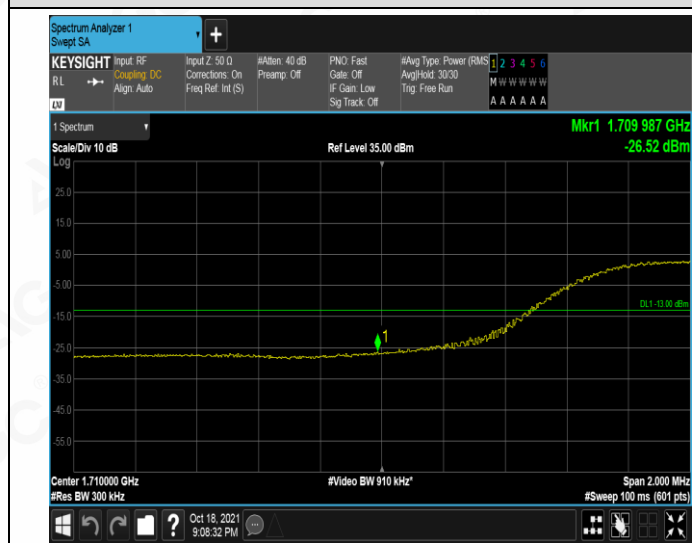 Spectrum Analyzer 1
Swept SA
+
KEYSIGHT
RL
LXI
Input: RF
Coupling: DC
Align: Auto
Input Z: 50 Ω
Corrections: On
Freq Ref: Int (S)
#Atten: 40 dB
Preamp: Off
PNO: Fast
Gate: Off
IF Gain: Low
Sig Track: Off
#Avg Type: Power (RMS
Avg|Hold: 30/30
Trig: Free Run
1 2 3 4 5 6
M W W W W W
A A A A A A
1 Spectrum
Scale/Div 10 dB
Ref Level 35.00 dBm
Mkr1 1.709 987 GHz
-26.52 dBm
Log
25.0
15.0
5.00
-5.00
DL1 -13.00 dBm
-15.0
1
-25.0
-35.0
-45.0
-55.0
Center 1.710000 GHz
#Video BW 910 kHz*
Span 2.000 MHz
#Res BW 300 kHz
#Sweep 100 ms (601 pts)
?
Oct 18, 2021
9:08:32 PM